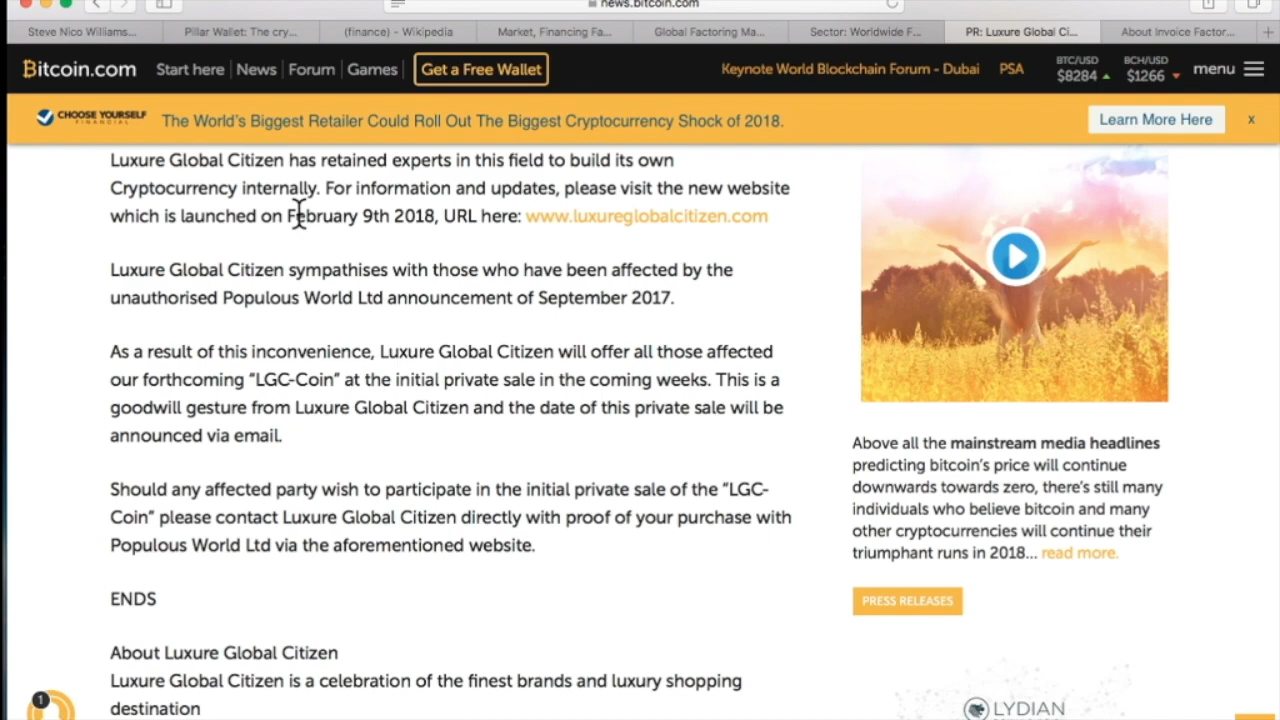 news.bitcoin.com
Steve Nico Williams...
Pillar Wallet: The cry...
(finance) - Wikipedia
Market, Financing Fa...
Global Factoring Ma...
Sector: Worldwide F...
PR: Luxure Global Ci...
About Invoice Factor...
Bitcoin.com
Start here
News
Forum
Games
Get a Free Wallet
Keynote World Blockchain Forum - Dubai
PSA
BTC/USD
$8284
BCH/USD
$1266
menu
CHOOSE YOURSELF
FINANCIAL
The World's Biggest Retailer Could Roll Out The Biggest Cryptocurrency Shock of 2018.
Learn More Here
x
Luxure Global Citizen has retained experts in this field to build its own
Cryptocurrency internally. For information and updates, please visit the new website
which is launched on February 9th 2018, URL here: www.luxureglobalcitizen.com
Luxure Global Citizen sympathises with those who have been affected by the
unauthorised Populous World Ltd announcement of September 2017.
As a result of this inconvenience, Luxure Global Citizen will offer all those affected
our forthcoming "LGC-Coin" at the initial private sale in the coming weeks. This is a
goodwill gesture from Luxure Global Citizen and the date of this private sale will be
announced via email.
Should any affected party wish to participate in the initial private sale of the "LGC-
Coin" please contact Luxure Global Citizen directly with proof of your purchase with
Populous World Ltd via the aforementioned website.
ENDS
About Luxure Global Citizen
Luxure Global Citizen is a celebration of the finest brands and luxury shopping
destination
Above all the mainstream media headlines
predicting bitcoin's price will continue
downwards towards zero, there's still many
individuals who believe bitcoin and many
other cryptocurrencies will continue their
triumphant runs in 2018... read more.
PRESS RELEASES
LYDIAN
1